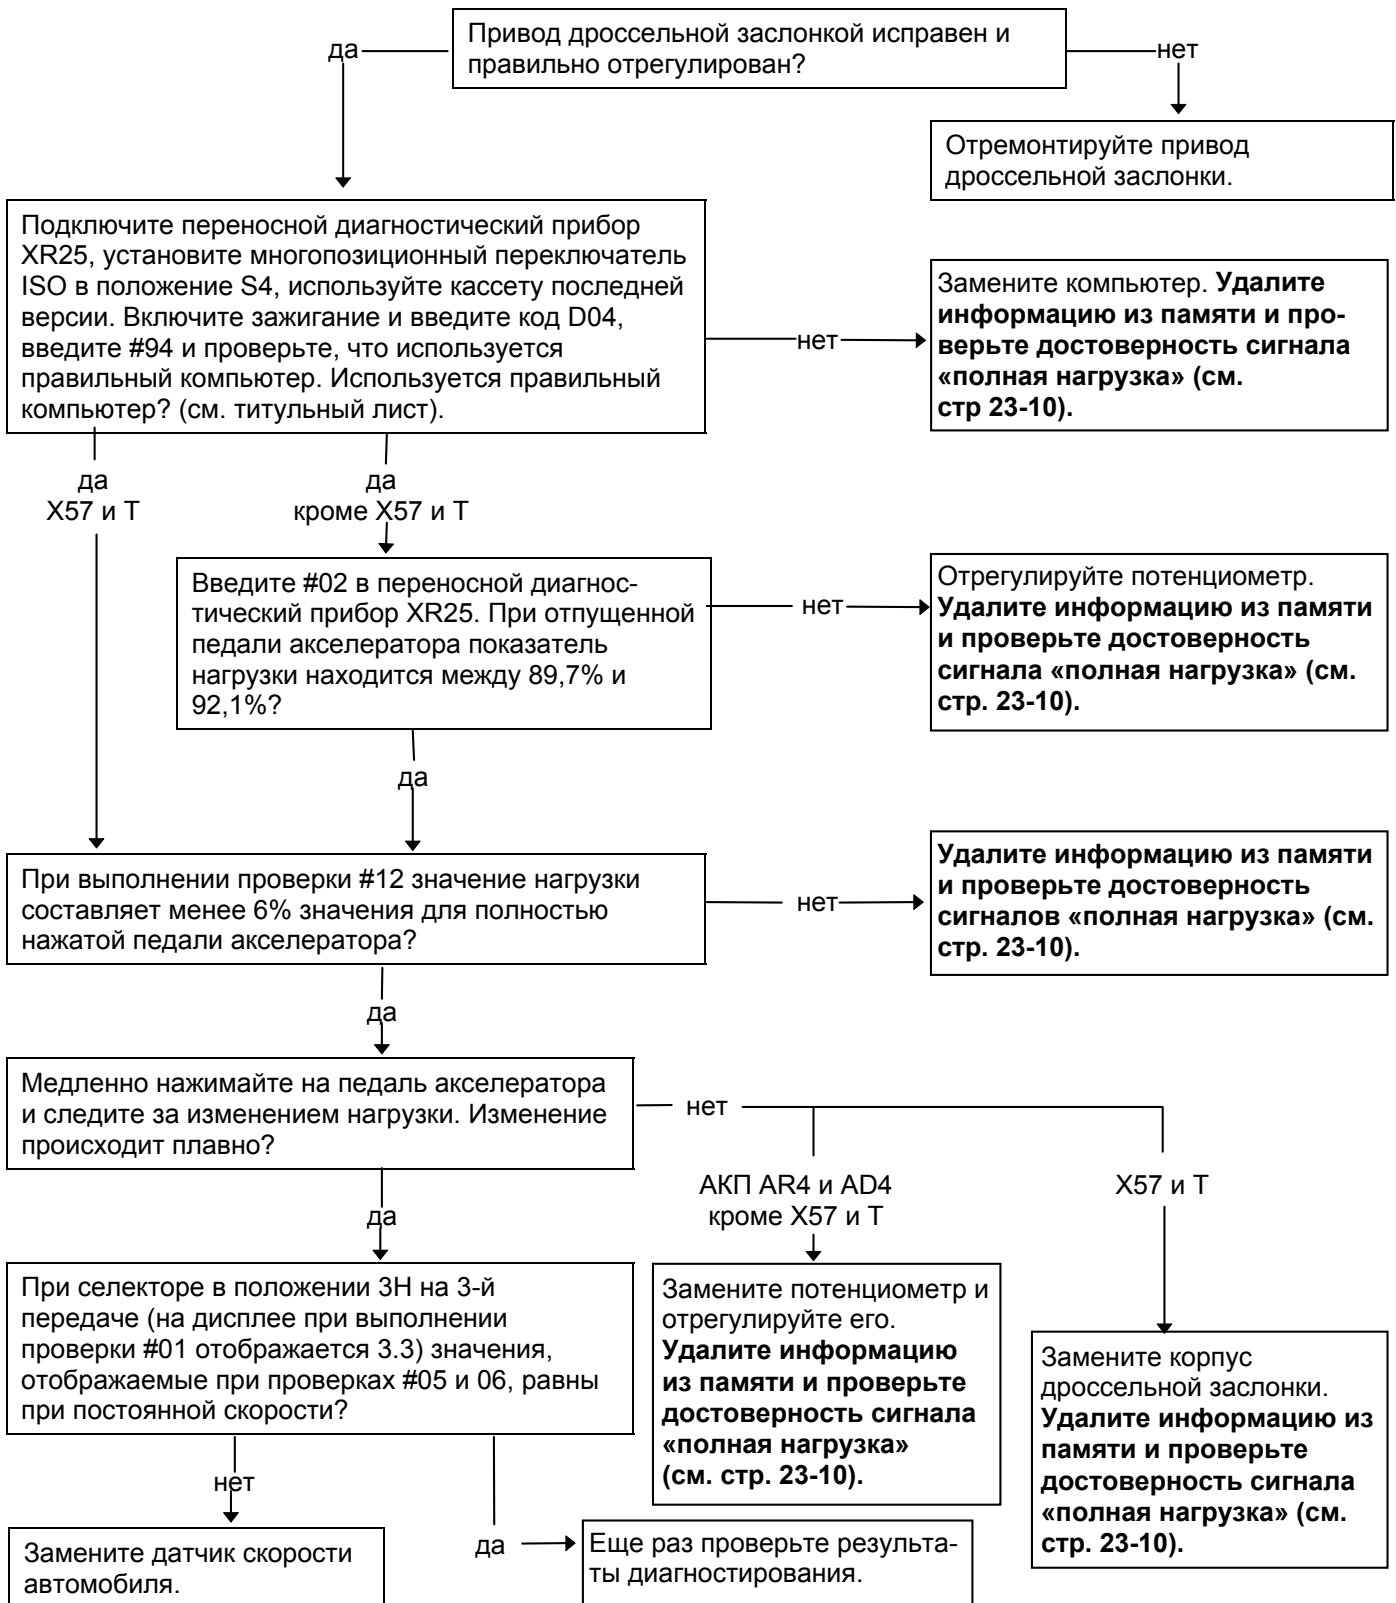 Привод дроссельной заслонкой исправен и
правильно отрегулирован?
да
нет
Отремонтируйте привод
дроссельной заслонки.
Подключите переносной диагностический прибор
XR25, установите многопозиционный переключатель
ISO в положение S4, используйте кассету последней
версии. Включите зажигание и введите код D04,
введите #94 и проверьте, что используется
правильный компьютер. Используется правильный
компьютер? (см. титульный лист).
нет
Замените компьютер. Удалите
информацию из памяти и про-
верьте достоверность сигнала
«полная нагрузка» (см.
стр 23-10).
да
X57 и T
да
кроме X57 и T
Введите #02 в переносной диагнос-
тический прибор XR25. При отпущенной
педали акселератора показатель
нагрузки находится между 89,7% и
92,1%?
нет
Отрегулируйте потенциометр.
Удалите информацию из памяти
и проверьте достоверность
сигнала «полная нагрузка» (см.
стр. 23-10).
да
При выполнении проверки #12 значение нагрузки
составляет менее 6% значения для полностью
нажатой педали акселератора?
нет
Удалите информацию из памяти
и проверьте достоверность
сигналов «полная нагрузка» (см.
стр. 23-10).
да
Медленно нажимайте на педаль акселератора
и следите за изменением нагрузки. Изменение
происходит плавно?
нет
АКП AR4 и AD4
кроме X57 и T
X57 и T
да
При селекторе в положении 3Н на 3-й
передаче (на дисплее при выполнении
проверки #01 отображается 3.3) значения,
отображаемые при проверках #05 и 06, равны
при постоянной скорости?
Замените потенциометр и
отрегулируйте его.
Удалите информацию
из памяти и проверьте
достоверность сигнала
«полная нагрузка»
(см. стр. 23-10).
Замените корпус
дроссельной заслонки.
Удалите информацию из
памяти и проверьте
достоверность сигнала
«полная нагрузка» (см.
стр. 23-10).
нет
Замените датчик скорости
автомобиля.
да
Еще раз проверьте результа-
ты диагностирования.